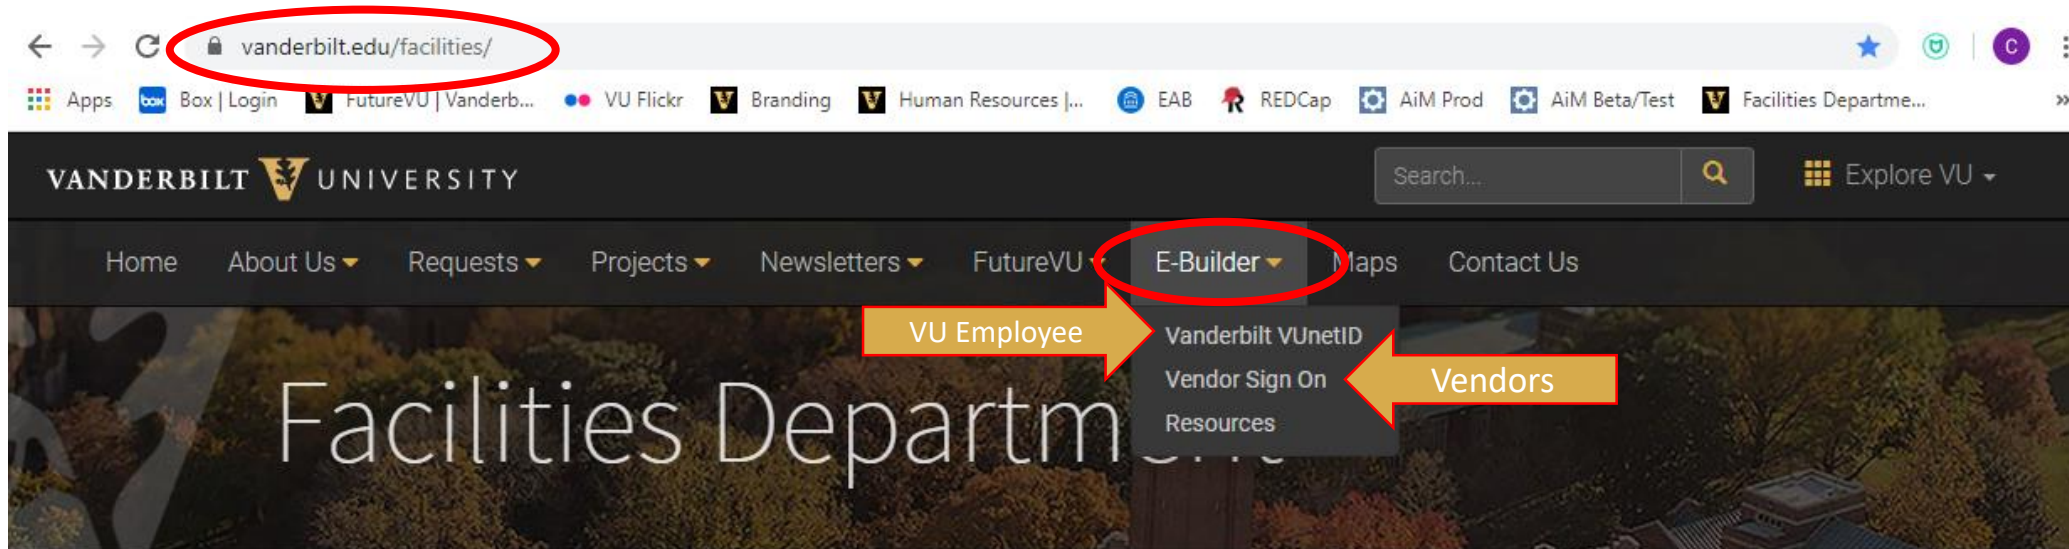 vanderbilt.edu/facilities/
Apps box Box | Login V FutureVU | Vanderb... VU Flickr V Branding V Human Resources |... EAB REDCap AiM Prod AiM Beta/Test V Facilities Departme... »
C
VANDERBILT V UNIVERSITY
Search...
Explore VU
Home About Us Requests Projects Newsletters FutureVU E-Builder Maps Contact Us
VU Employee
Vanderbilt VUnetID
Vendor Sign On
Vendors
Resources
Facilities Department